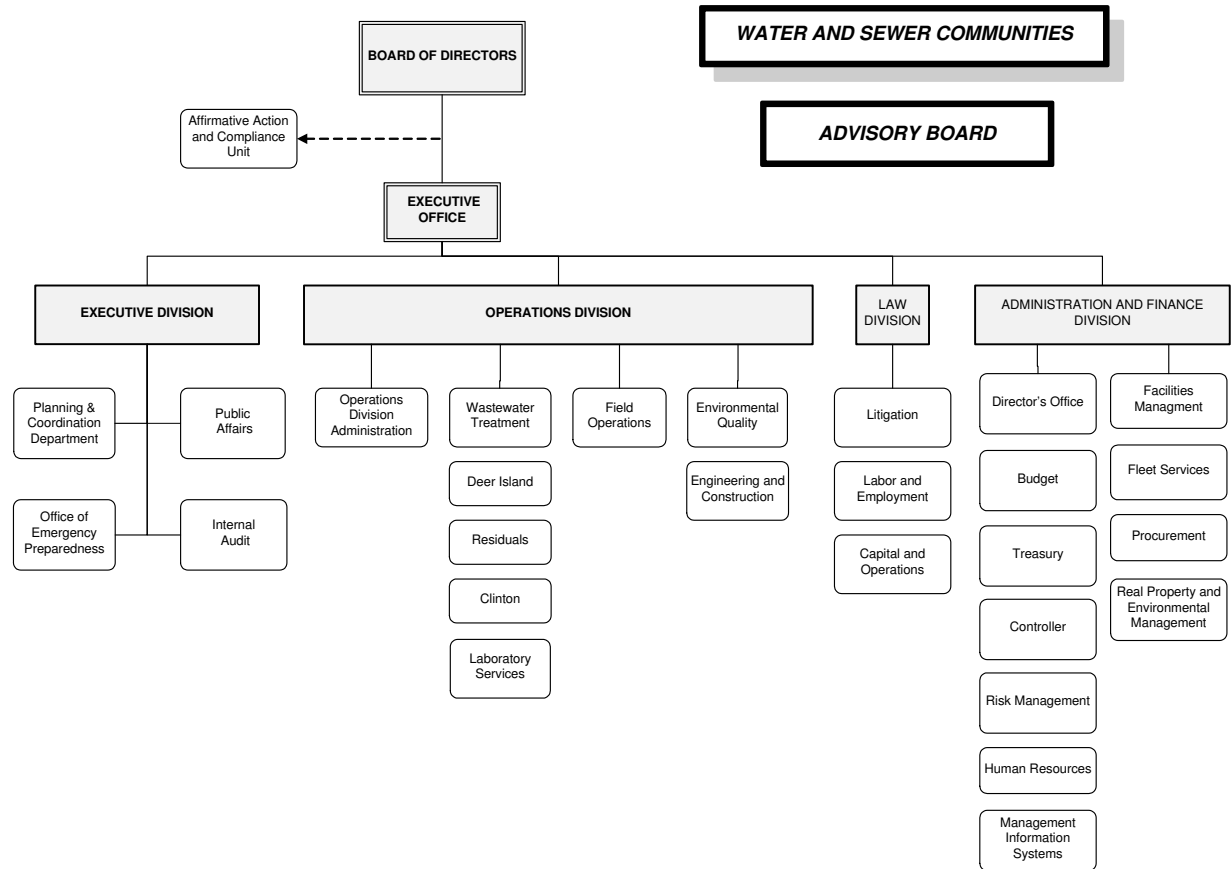 WATER AND SEWER COMMUNITIES
BOARD OF DIRECTORS
ADVISORY BOARD
Affirmative Action
and Compliance
Unit
EXECUTIVE
OFFICE
EXECUTIVE DIVISION
OPERATIONS DIVISION
LAW
DIVISION
ADMINISTRATION AND FINANCE
DIVISION
Planning &
Coordination
Department
Public
Affairs
Office of
Emergency
Preparedness
Internal
Audit
Operations
Division
Administration
Wastewater
Treatment
Deer Island
Residuals
Clinton
Laboratory
Services
Field
Operations
Environmental
Quality
Engineering and
Construction
Litigation
Labor and
Employment
Capital and
Operations
Director's Office
Budget
Treasury
Controller
Risk Management
Human Resources
Management
Information
Systems
Facilities
Managment
Fleet Services
Procurement
Real Property and
Environmental
Management